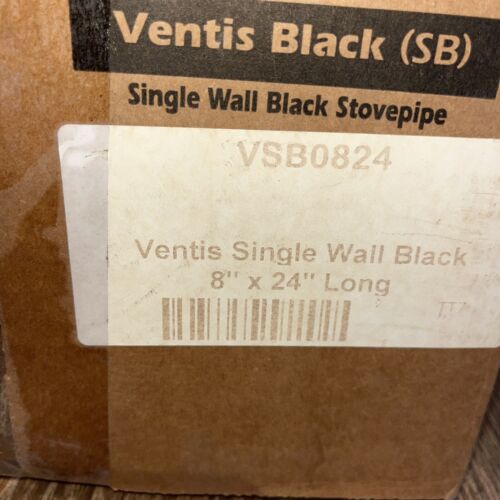 Ventis Black (SB)
Single Wall Black Stovepipe
VSB0824
Ventis Single Wall Black
8" x 24" Long